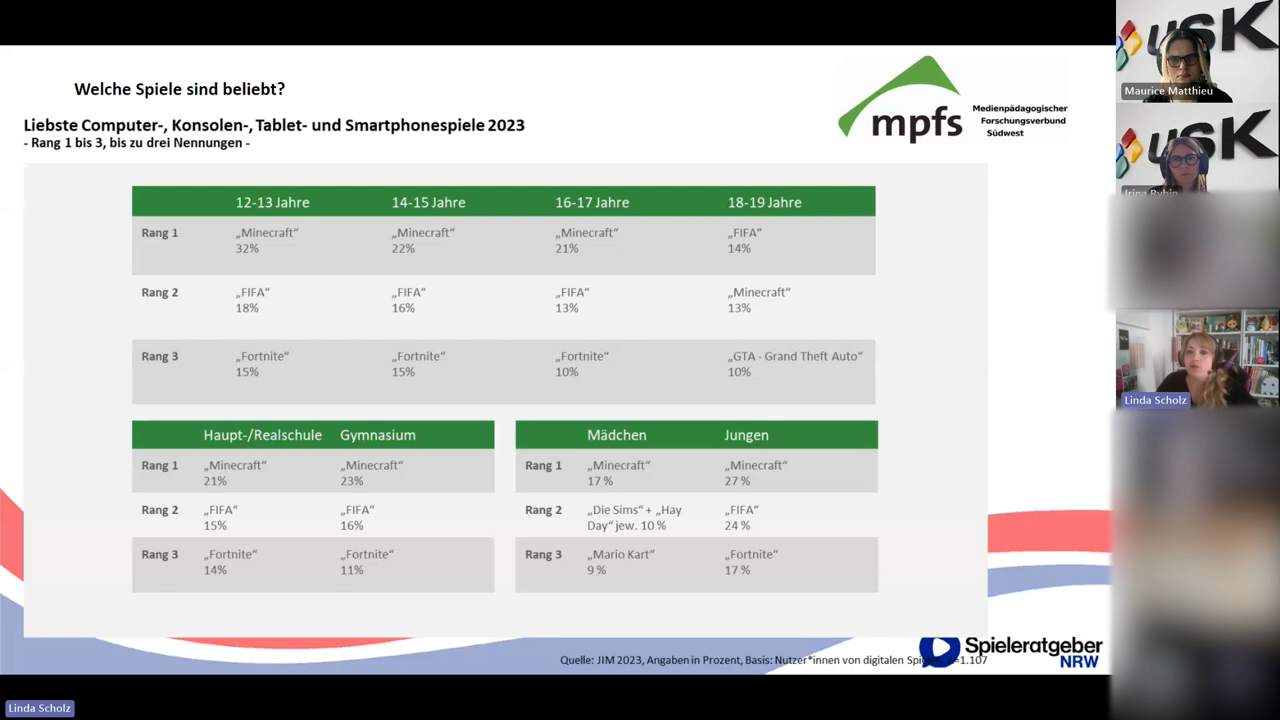 Welche Spiele sind beliebt?
Liebste Computer-, Konsolen-, Tablet- und Smartphonespiele 2023
- Rang 1 bis 3, bis zu drei Nennungen -
mpfs
Medienpädagogischer
Forschungsverbund
Südwest
12-13 Jahre 14-15 Jahre 16-17 Jahre 18-19 Jahre
Rang 1 „Minecraft“ „Minecraft“ „Minecraft“ „FIFA“
32% 22% 21% 14%
Rang 2 „FIFA“ „FIFA“ „FIFA“ „Minecraft“
18% 16% 13% 13%
Rang 3 „Fortnite“ „Fortnite“ „Fortnite“ „GTA - Grand Theft Auto“
15% 15% 10% 10%
Haupt-/Realschule Gymnasium
Rang 1 „Minecraft“ „Minecraft“
21% 23%
Rang 2 „FIFA“ „FIFA“
15% 16%
Rang 3 „Fortnite“ „Fortnite“
14% 11%
Mädchen Jungen
Rang 1 „Minecraft“ „Minecraft“
17 % 27 %
Rang 2 „Die Sims“ + „Hay „FIFA“
Day“ jew. 10 % 24 %
Rang 3 „Mario Kart“ „Fortnite“
9 % 17 %
Quelle: JIM 2023, Angaben in Prozent, Basis: Nutzer*innen von digitalen
Spieleratgeber
NRW
Linda Scholz
usk
Maurice Matthieu
usk
Irina Rybin
Linda Scholz